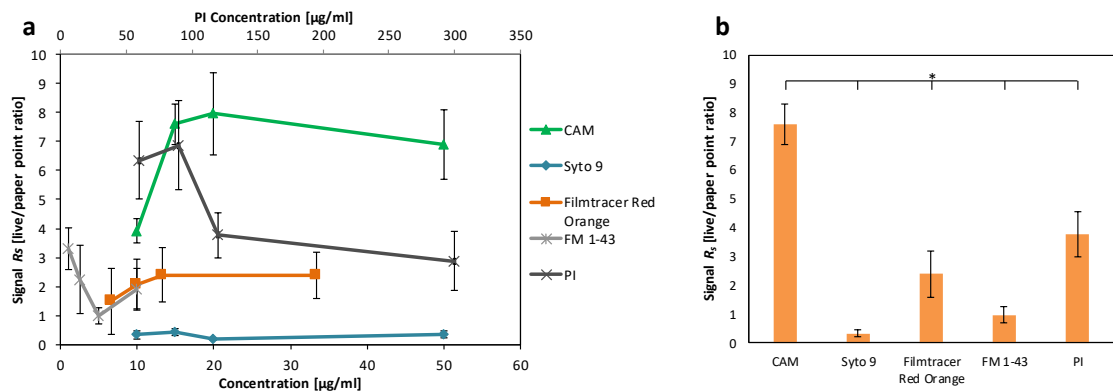 a
PI Concentration [µg/ml]
0 50 100 150 200 250 300 350
Signal Rs [live/paper point ratio]
10
9
8
7
6
5
4
3
2
1
0
0 10 20 30 40 50 60
Concentration [µg/ml]
CAM
Syto 9
Filmtracer Red
Orange
FM 1-43
PI
b
Signal Rs [live/paper point ratio]
10
9
8
7
6
5
4
3
2
1
0
*
CAM Syto 9 Filmtracer FM 1-43 PI
Red Orange